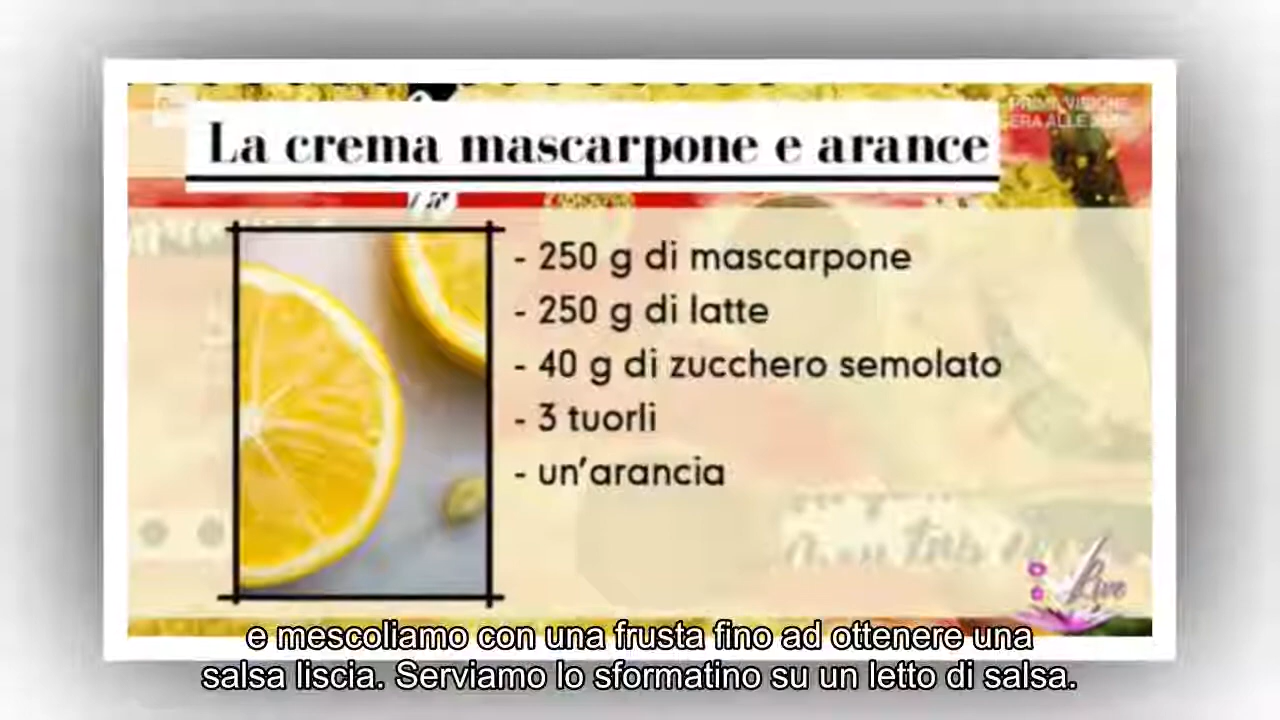 La crema mascarpone e arance
- 250 g di mascarpone
- 250 g di latte
- 40 g di zucchero semolato
- 3 tuorli
- un'arancia
Live
e mescoliamo con una frusta fino ad ottenere una
salsa liscia. Serviamo lo sformatino su un letto di salsa.